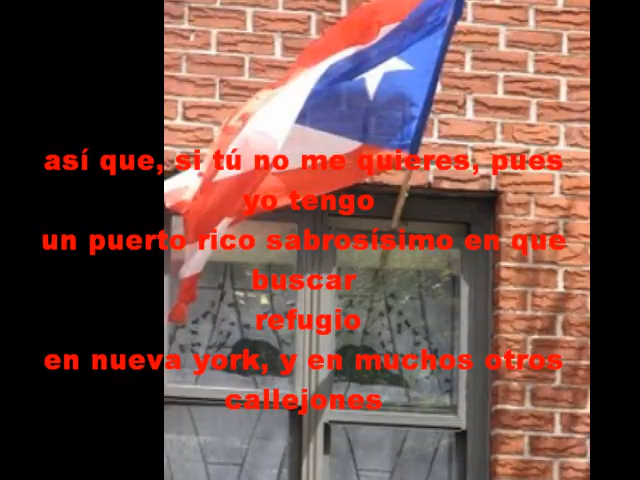 así que, si tú no me quieres, pues
yo tengo
un puerto rico sabrosísimo en que
buscar
refugio
en nueva york, y en muchos otros
callejones